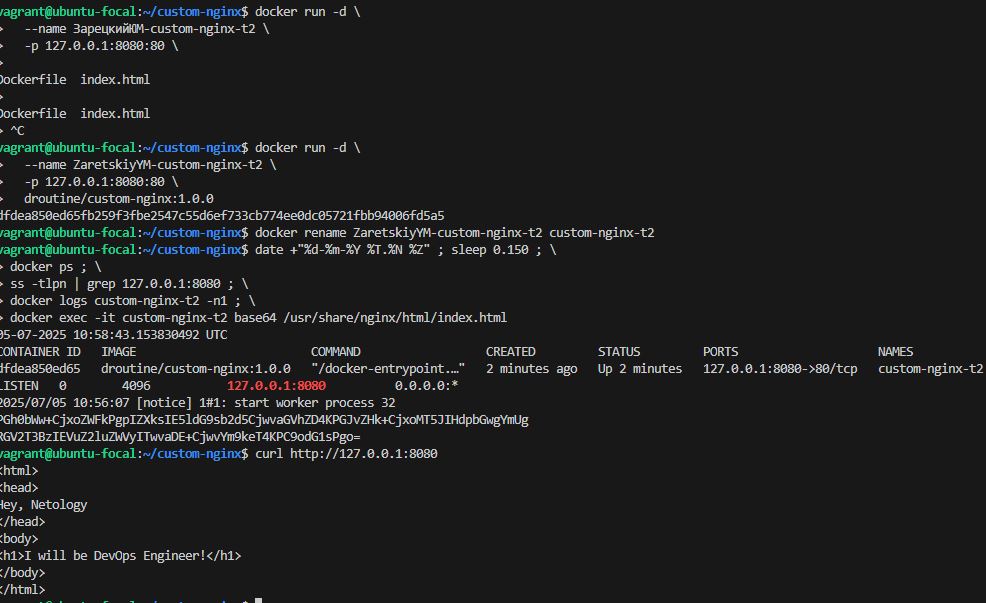 vagrant@ubuntu-focal:~/custom-nginx$ docker run -d \
>   --name ЗарецкийЮМ-custom-nginx-t2 \
>   -p 127.0.0.1:8080:80 \
>
Dockerfile  index.html
>
Dockerfile  index.html
> ^C
vagrant@ubuntu-focal:~/custom-nginx$ docker run -d \
>   --name ZaretskiyYM-custom-nginx-t2 \
>   -p 127.0.0.1:8080:80 \
>   droutine/custom-nginx:1.0.0
dfdea850ed65fb259f3fbe2547c55d6ef733cb774ee0dc05721fbb94006fd5a5
vagrant@ubuntu-focal:~/custom-nginx$ docker rename ZaretskiyYM-custom-nginx-t2 custom-nginx-t2
vagrant@ubuntu-focal:~/custom-nginx$ date +"%d-%m-%Y %T.%N %Z" ; sleep 0.150 ; \
> docker ps ; \
> ss -tlpn | grep 127.0.0.1:8080 ; \
> docker logs custom-nginx-t2 -n1 ; \
> docker exec -it custom-nginx-t2 base64 /usr/share/nginx/html/index.html
05-07-2025 10:58:43.153830492 UTC
CONTAINER ID   IMAGE                         COMMAND                  CREATED         STATUS         PORTS                    NAMES
dfdea850ed65   droutine/custom-nginx:1.0.0   "/docker-entrypoint.…"   2 minutes ago   Up 2 minutes   127.0.0.1:8080->80/tcp   custom-nginx-t2
LISTEN   0        4096           127.0.0.1:8080          0.0.0.0:*
2025/07/05 10:56:07 [notice] 1#1: start worker process 32
PGh0bWw+CjxoZWFkPgpIZXksIE5ldG9sb2d5CjwvaGVhZD4KPGJvZHk+CjxoMT5JIHdpbGwgYmUg
RGV2T3BzIEVuZ2luZWVyITwvaDE+CjwvYm9keT4KPC9odG1sPgo=
vagrant@ubuntu-focal:~/custom-nginx$ curl http://127.0.0.1:8080
<html>
<head>
Hey, Netology
</head>
<body>
<h1>I will be DevOps Engineer!</h1>
</body>
</html>
vagrant@ubuntu-focal:~/custom-nginx$